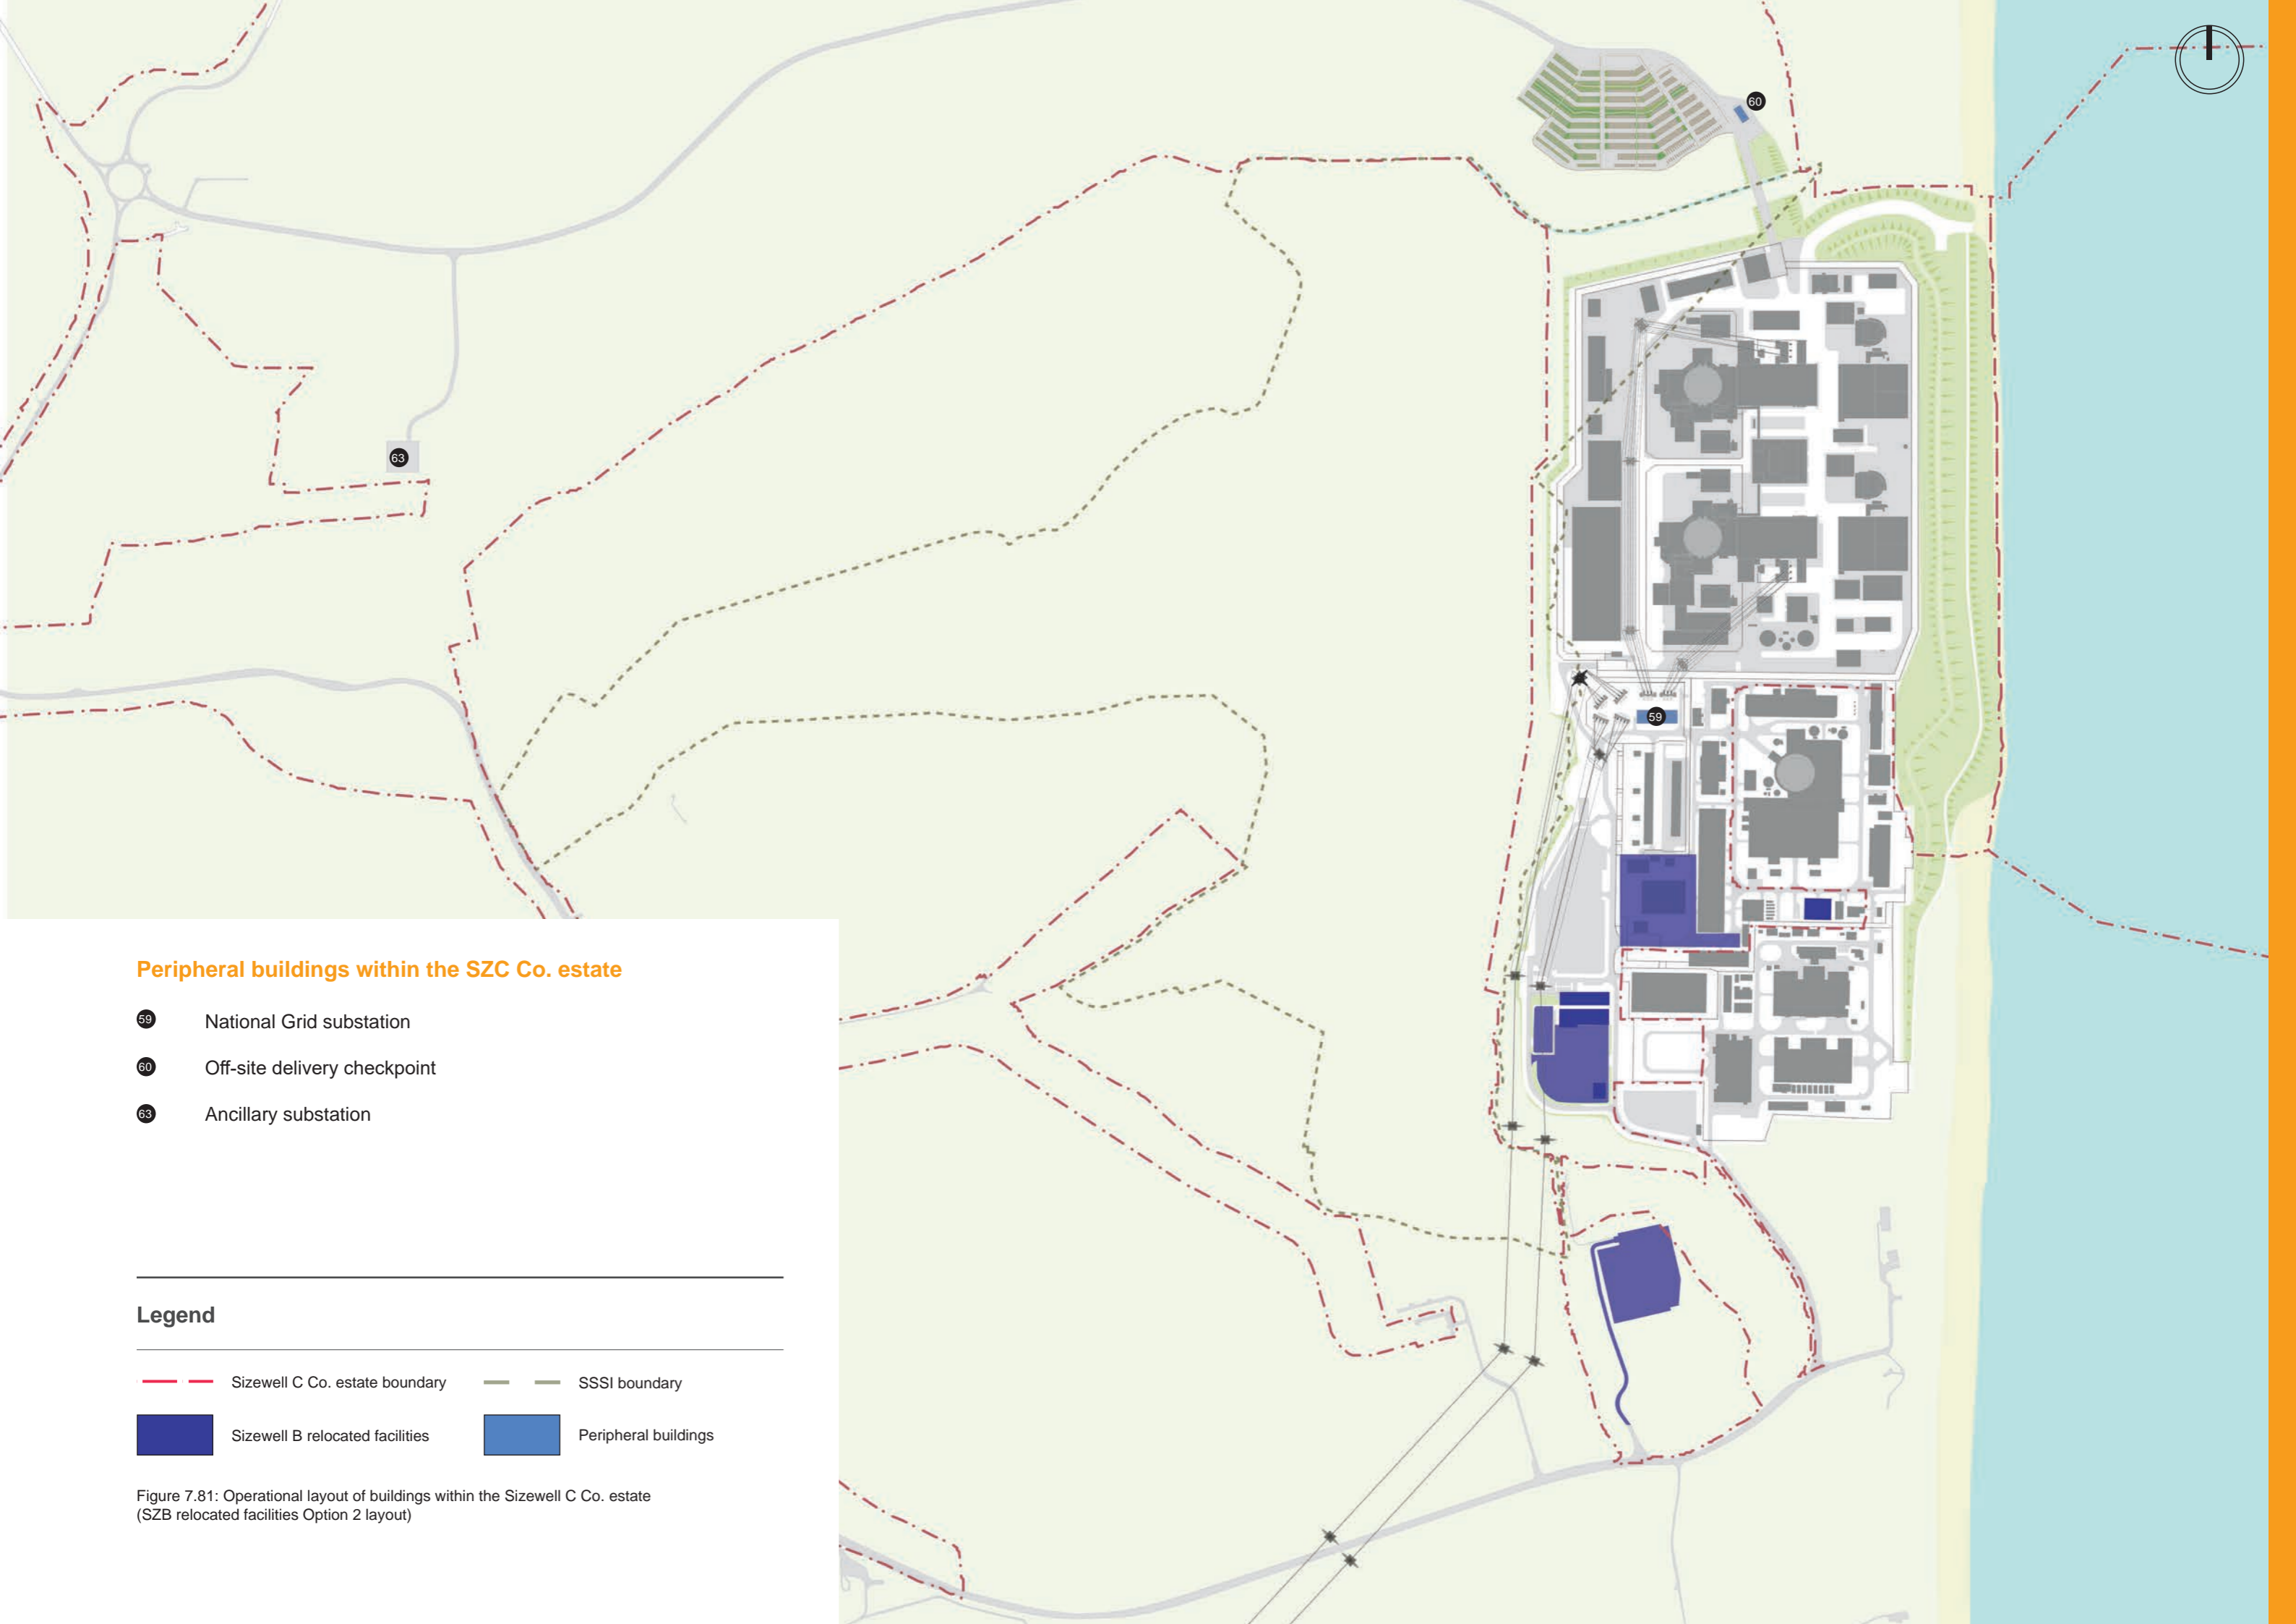 60
63
59
Peripheral buildings within the SZC Co. estate
59 National Grid substation
60 Off-site delivery checkpoint
63 Ancillary substation
Legend
Sizewell C Co. estate boundary
SSSI boundary
Sizewell B relocated facilities
Peripheral buildings
Figure 7.81: Operational layout of buildings within the Sizewell C Co. estate
(SZB relocated facilities Option 2 layout)